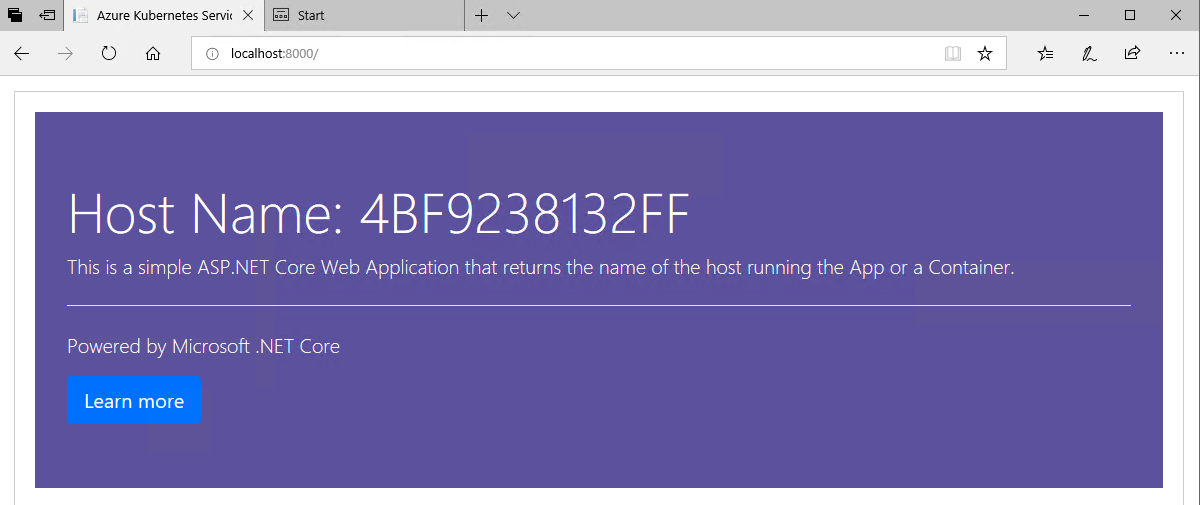 Azure Kubernetes Servic
Start
localhost:8000/
Host Name: 4BF9238132FF
This is a simple ASP.NET Core Web Application that returns the name of the host running the App or a Container.
Powered by Microsoft .NET Core
Learn more